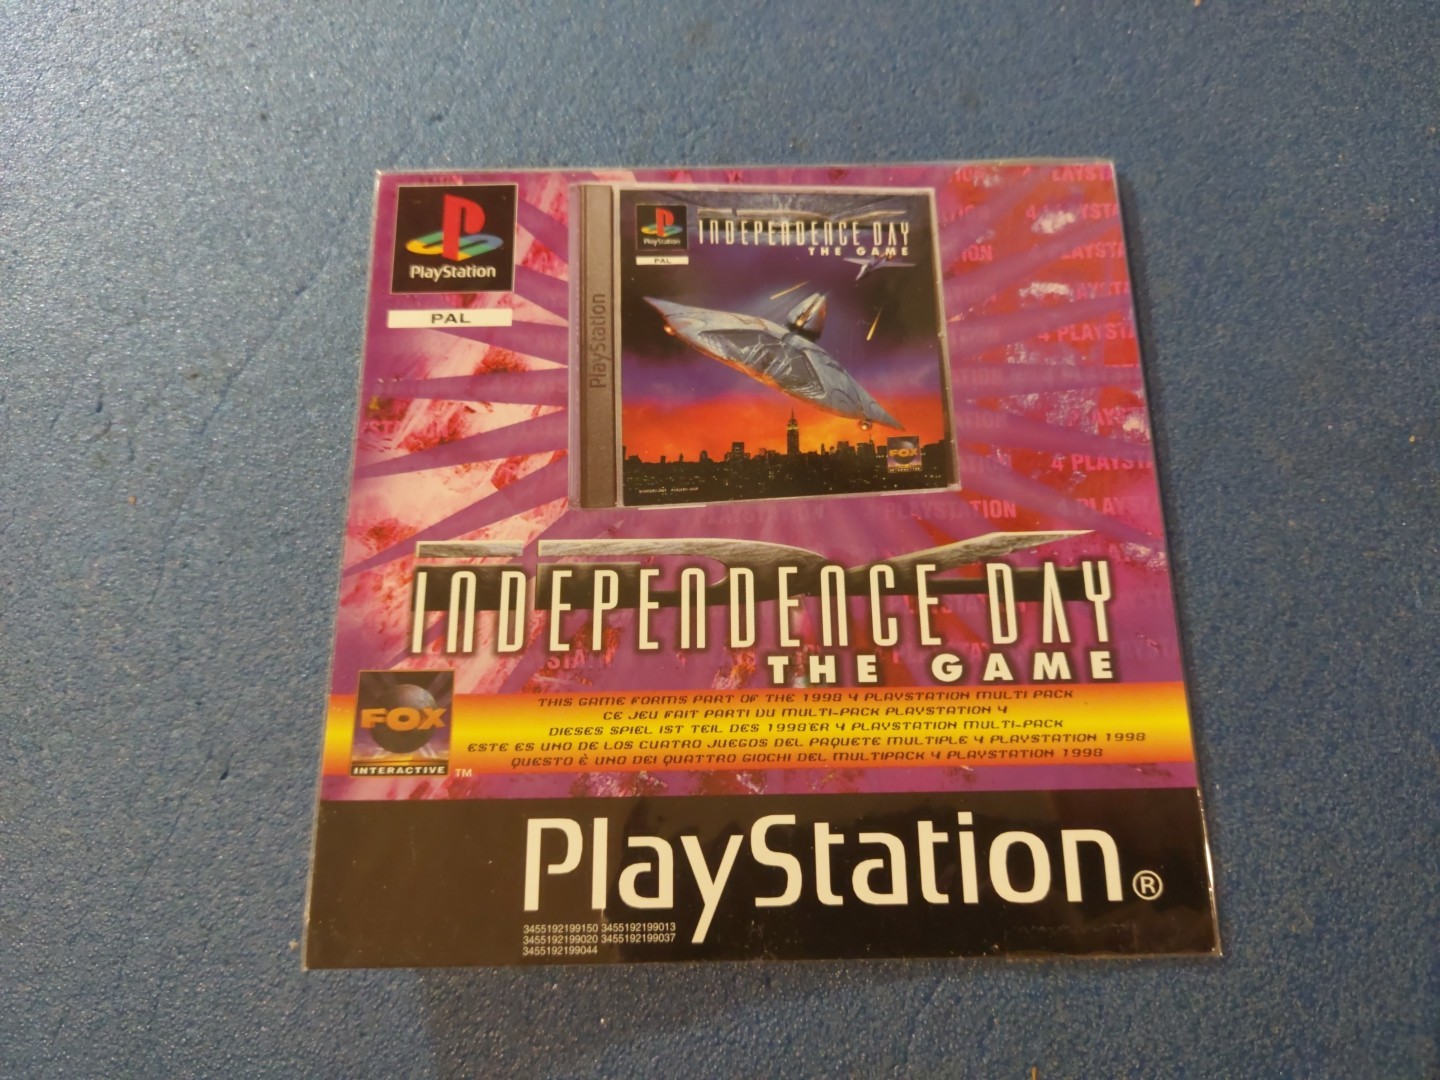 PlayStation
PAL
PlayStation
PlayStation
PAL
INDEPENDENCE DAY
THE GAME
FOX
INTERACTIVE
4 PLAYSTATION
INDEPENDENCE DAY
THE GAME
FOX
INTERACTIVE TM
THIS GAME FORMS PART OF THE 1998 4 PLAYSTATION MULTI PACK
CE JEU FAIT PARTI DU MULTI-PACK PLAYSTATION 4
DIESES SPIEL IST TEIL DES 1998'ER 4 PLAYSTATION MULTI-PACK
ESTE ES UNO DE LOS CUATRO JUEGOS DEL PAQUETE MULTIPLE 4 PLAYSTATION 1998
QUESTO È UNO DEI QUATTRO GIOCHI DEL MULTIPACK 4 PLAYSTATION 1998
PlayStation®
3455192199150 3455192199013
3455192199020 3455192199037
3455192199044